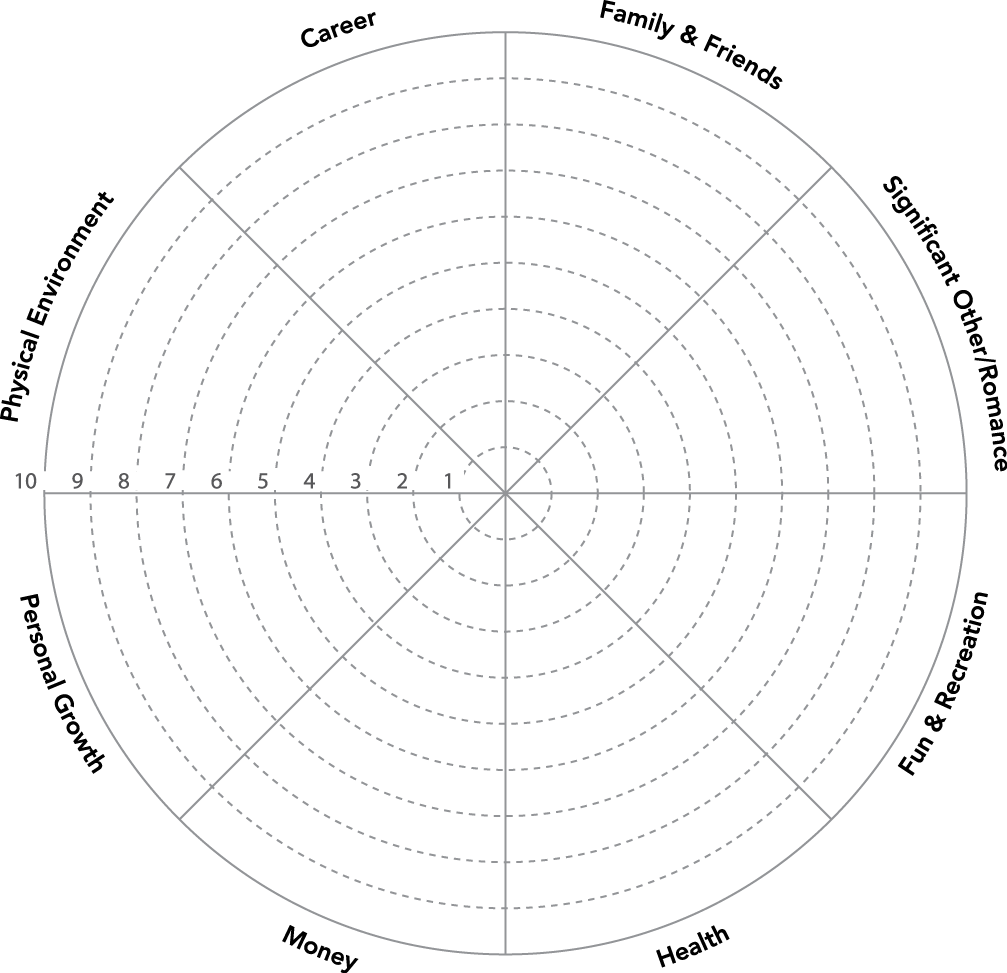 Career
Family & Friends
Physical Environment
Significant Other/Romance
10 9 8 7 6 5 4 3 2 1
Personal Growth
Fun & Recreation
Money
Health